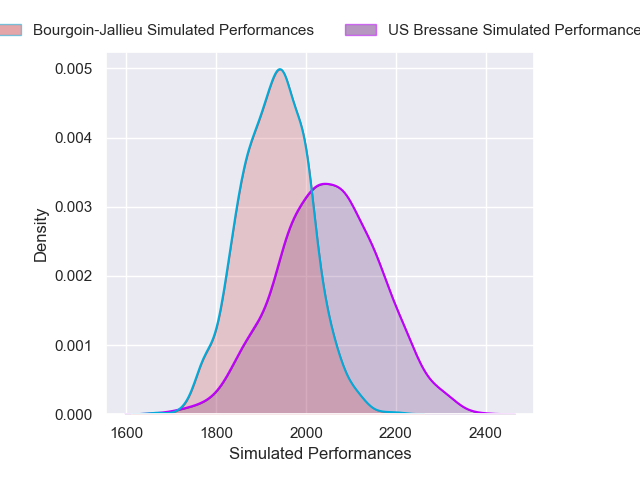 Bourgoin-Jallieu Simulated Performances US Bressane Simulated Performance
0.005
0.004
0.003
0.002
0.001
0.000
Density
1600 1800 2000 2200 2400
Simulated Performances